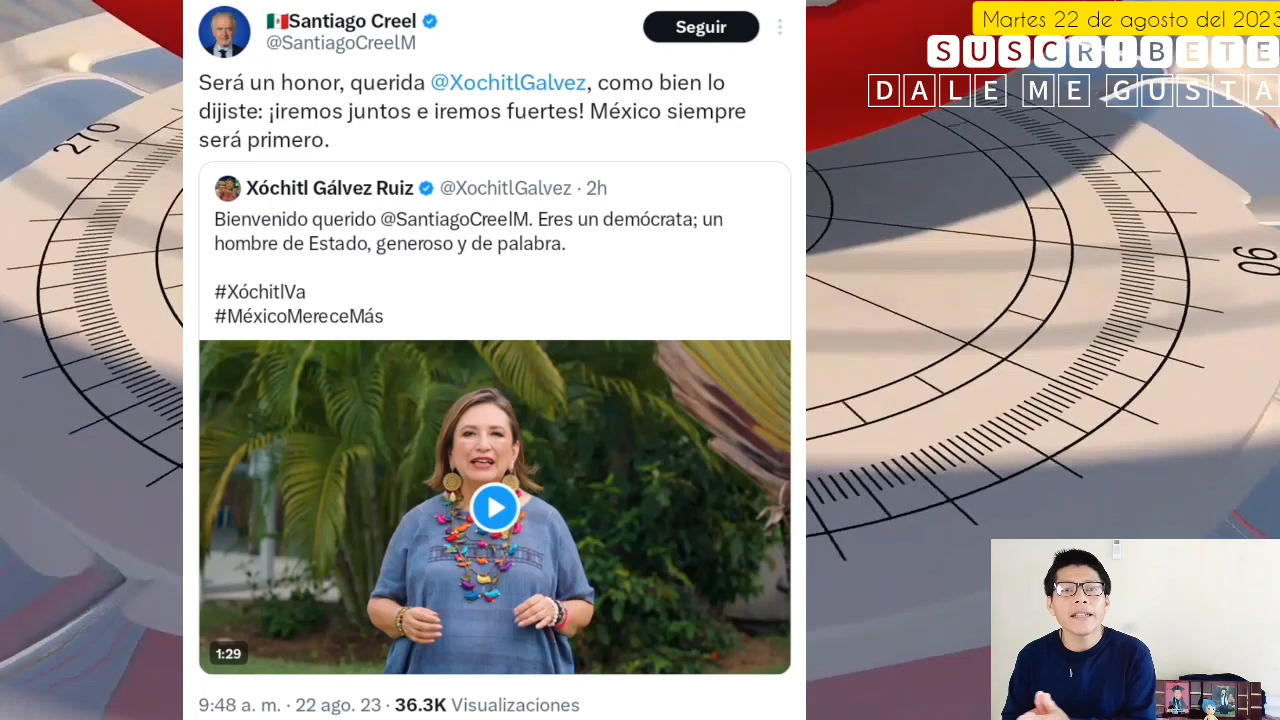 Santiago Creel
@SantiagoCreelM
Seguir
Será un honor, querida @XochitlGalvez, como bien lo
dijiste: ¡iremos juntos e iremos fuertes! México siempre
será primero.
Xóchitl Gálvez Ruiz @XochitlGalvez · 2h
Bienvenido querido @SantiagoCreelM. Eres un demócrata; un
hombre de Estado, generoso y de palabra.
#XóchitlVa
#MéxicoMereceMás
1:29
9:48 a. m. · 22 ago. 23 · 36.3K Visualizaciones
Martes 22 de agosto del 2023
SUSCRIBETE
DALE ME GUSTA
270
90